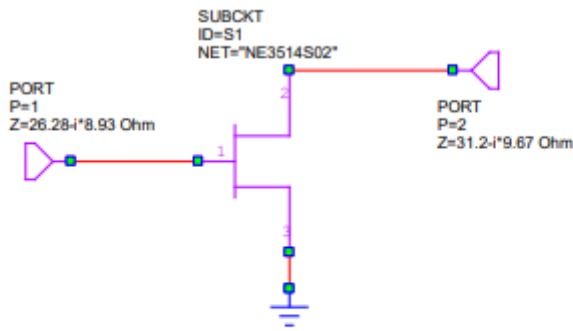 SUBCKT
ID=S1
NET="NE3514S02"
PORT
P=1
Z=26.28-i*8.93 Ohm
2
PORT
P=2
Z=31.2-i*9.67 Ohm
1
3